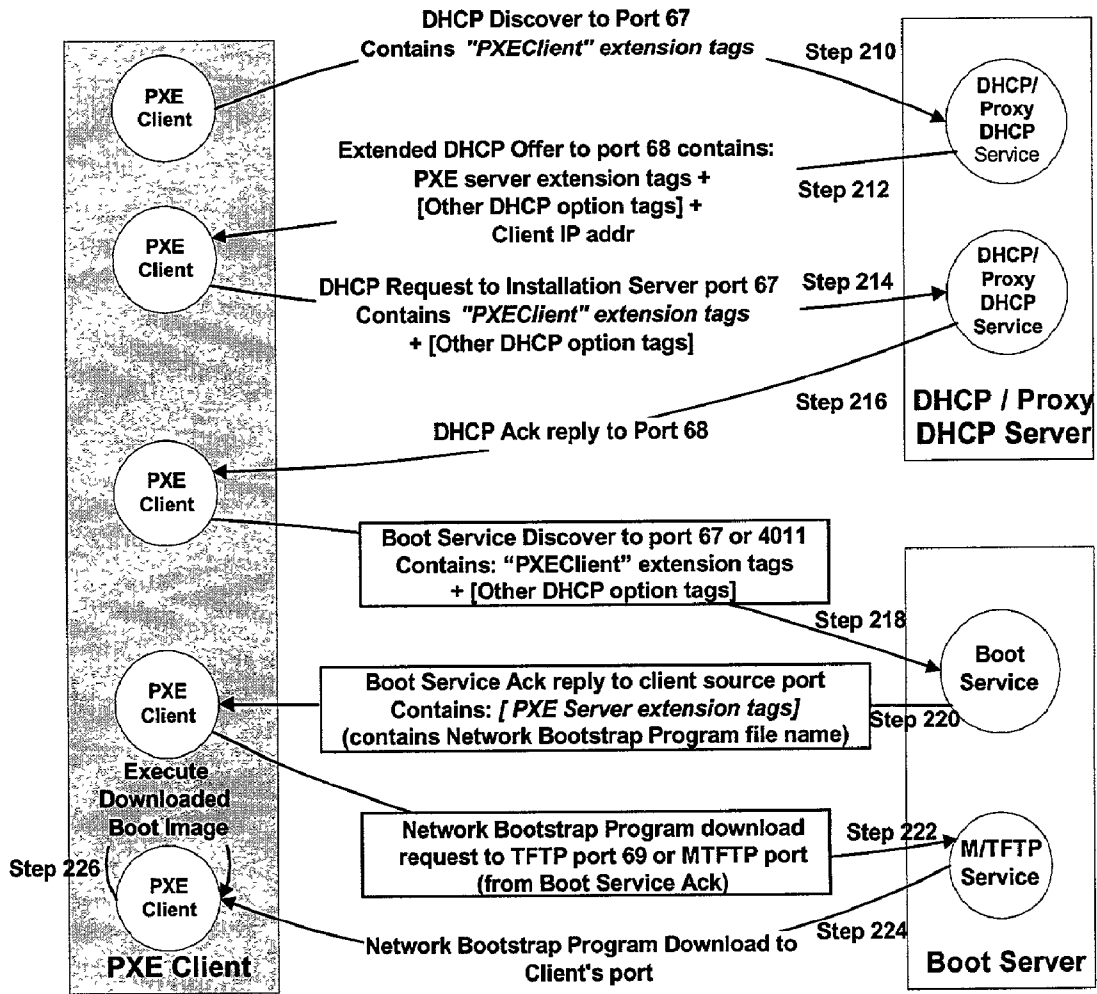 DHCP Discover to Port 67
Contains "PXEClient" extension tags
Step 210
PXE
Client
DHCP/
Proxy
DHCP
Service
Extended DHCP Offer to port 68 contains:
PXE server extension tags +
[Other DHCP option tags] +
Client IP addr
Step 212
PXE
Client
DHCP Request to Installation Server port 67
Contains "PXEClient" extension tags
+ [Other DHCP option tags]
Step 214
DHCP/
Proxy
DHCP
Service
Step 216
DHCP / Proxy
DHCP Server
DHCP Ack reply to Port 68
PXE
Client
Boot Service Discover to port 67 or 4011
Contains: “PXEClient” extension tags
+ [Other DHCP option tags]
Step 218
Boot
Service
PXE
Client
Boot Service Ack reply to client source port
Contains: [ PXE Server extension tags]
(contains Network Bootstrap Program file name)
Step 220
Execute
Downloaded
Boot Image
Network Bootstrap Program download
request to TFTP port 69 or MTFTP port
(from Boot Service Ack)
Step 222
M/TFTP
Service
Step 226
PXE
Client
Network Bootstrap Program Download to
Client's port
Step 224
PXE Client
Boot Server